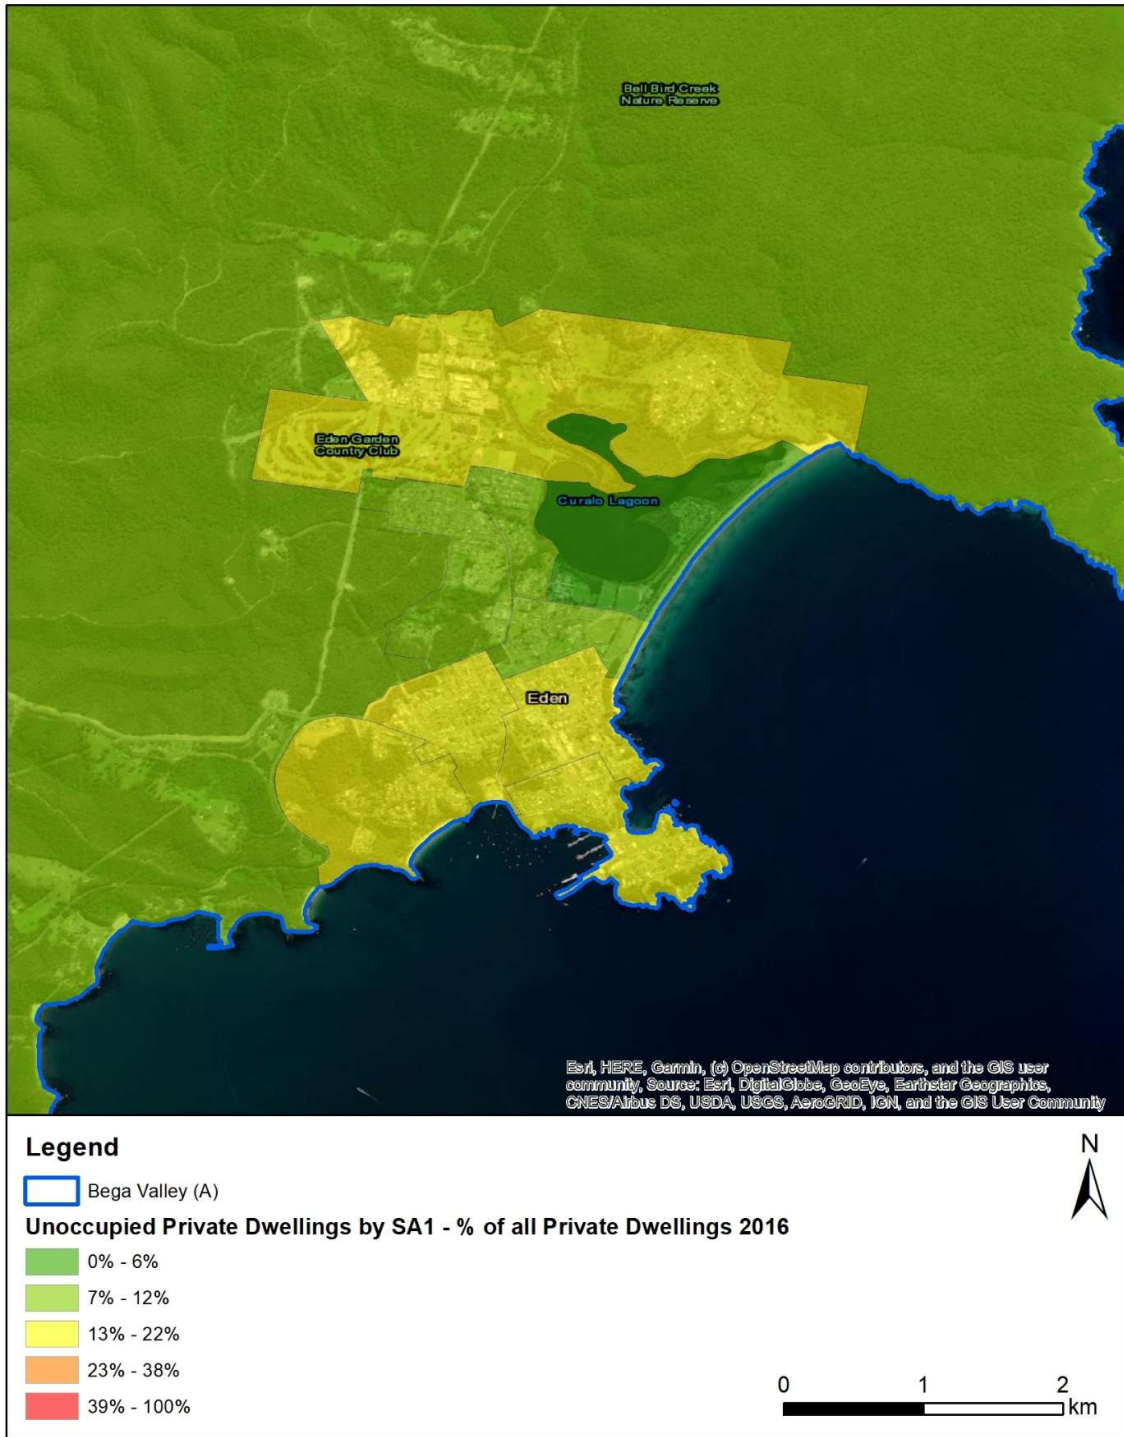 Bell Bird Creek
Nature Reserve
Eden Garden
Country Club
Curalo Lagoon
Eden
Esri, HERE, Garmin, (c) OpenStreetMap contributors, and the GIS user
community, Source: Esri, DigitalGlobe, GeoEye, Earthstar Geographics,
CNES/Airbus DS, USDA, USGS, AeroGRID, IGN, and the GIS User Community
Legend
N
Bega Valley (A)
Unoccupied Private Dwellings by SA1 - % of all Private Dwellings 2016
0% - 6%
7% - 12%
13% - 22%
23% - 38%
39% - 100%
0 1 2
km